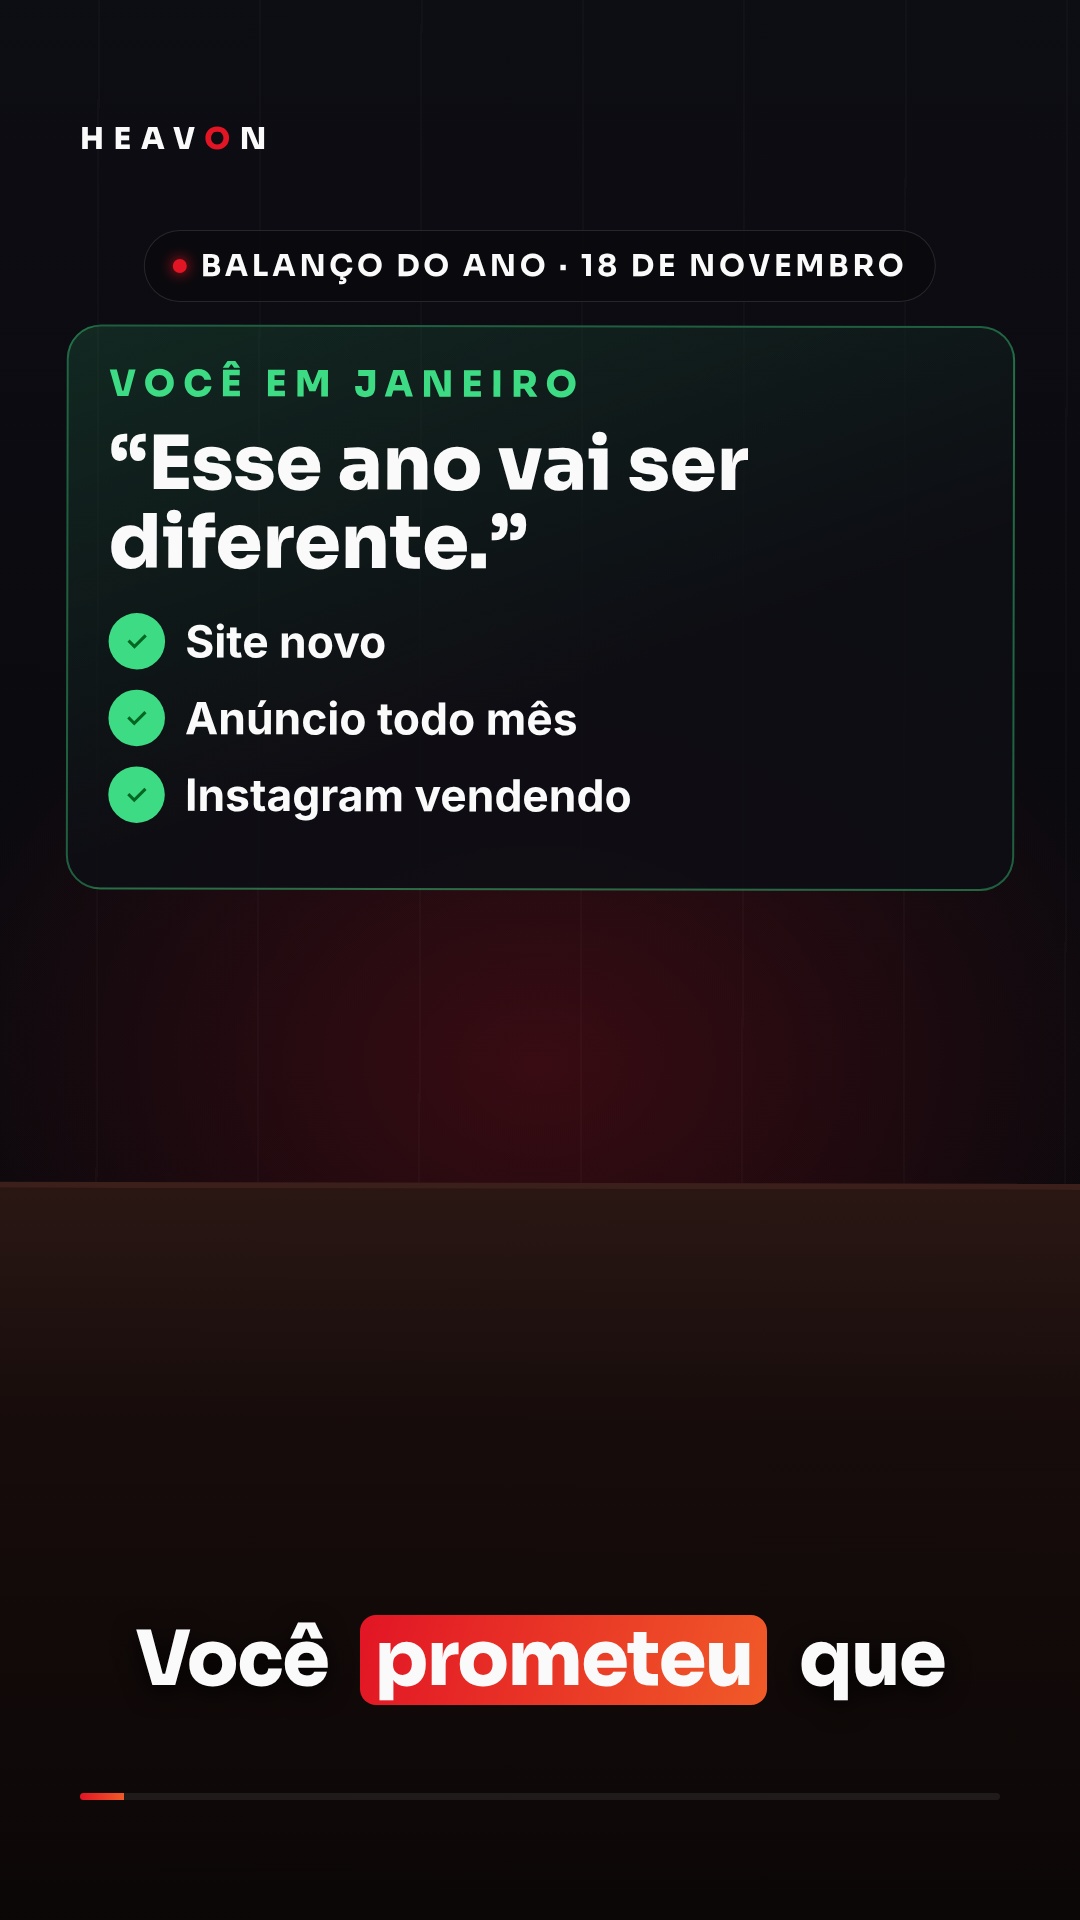 HEAVON
BALANÇO DO ANO · 18 DE NOVEMBRO
VOCÊ EM JANEIRO
“Esse ano vai ser
diferente.”
Site novo
Anúncio todo mês
Instagram vendendo
Você prometeu que